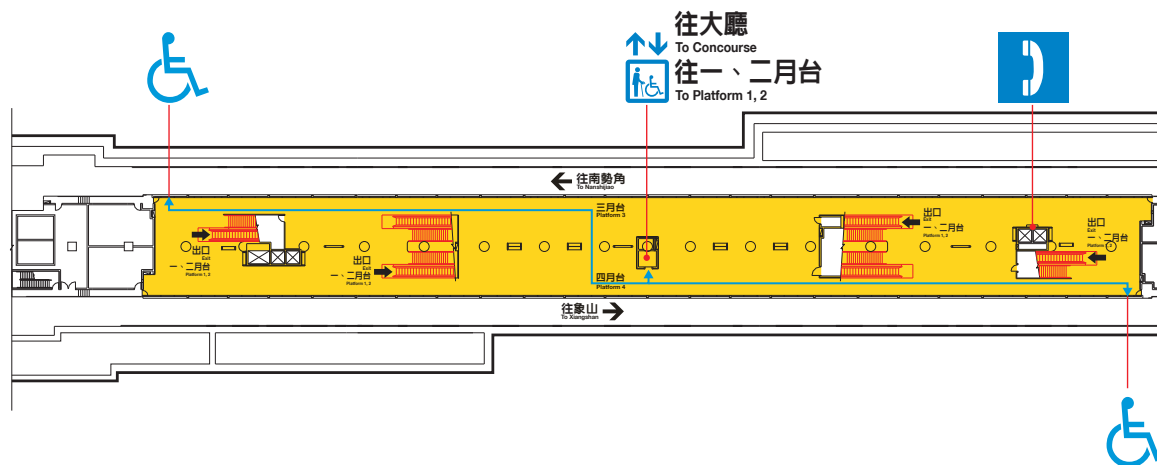 往大廳
To Concourse
往一、二月台
To Platform 1, 2
往南勢角
To Nanshijiao
三月台
Platform 3
出口
Exit
一、二月台
Platform 1, 2
出口
Exit
一、二月台
Platform 1, 2
出口
Exit
一、二月台
Platform 1, 2
出口
Exit
一、二月台
Platform 1, 2
四月台
Platform 4
往象山
To Xiangshan